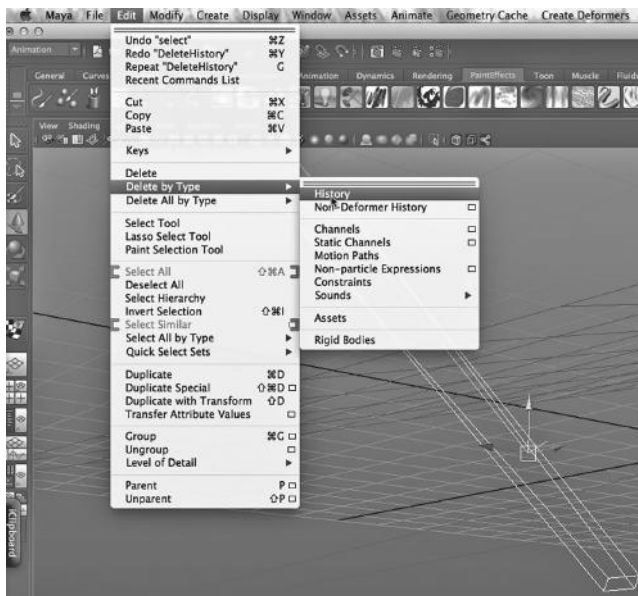 Maya File Edit Modify Create Display Window Assets Animate Geometry Cache Create Deformers
Animation
General Curves
Animation Dynamics Rendering PaintEffects Toon Muscle Fluids
View Shading
Undo "select" ⌘Z
Redo "DeleteHistory" ⌘Y
Repeat "DeleteHistory" G
Recent Commands List
Cut ⌘X
Copy ⌘C
Paste ⌘V
Keys
Delete
Delete by Type
Delete All by Type
Select Tool
Lasso Select Tool
Paint Selection Tool
Select All ⇧⌘A
Deselect All
Select Hierarchy
Invert Selection ⇧⌘I
Select Similar
Select All by Type
Quick Select Sets
Duplicate ⌘D
Duplicate Special ⇧⌘D
Duplicate with Transform ⇧D
Transfer Attribute Values
Group ⌘G
Ungroup
Level of Detail
Parent P
Unparent ⇧P
History
Non-Deformer History
Channels
Static Channels
Motion Paths
Non-particle Expressions
Constraints
Sounds
Assets
Rigid Bodies
iClipboard